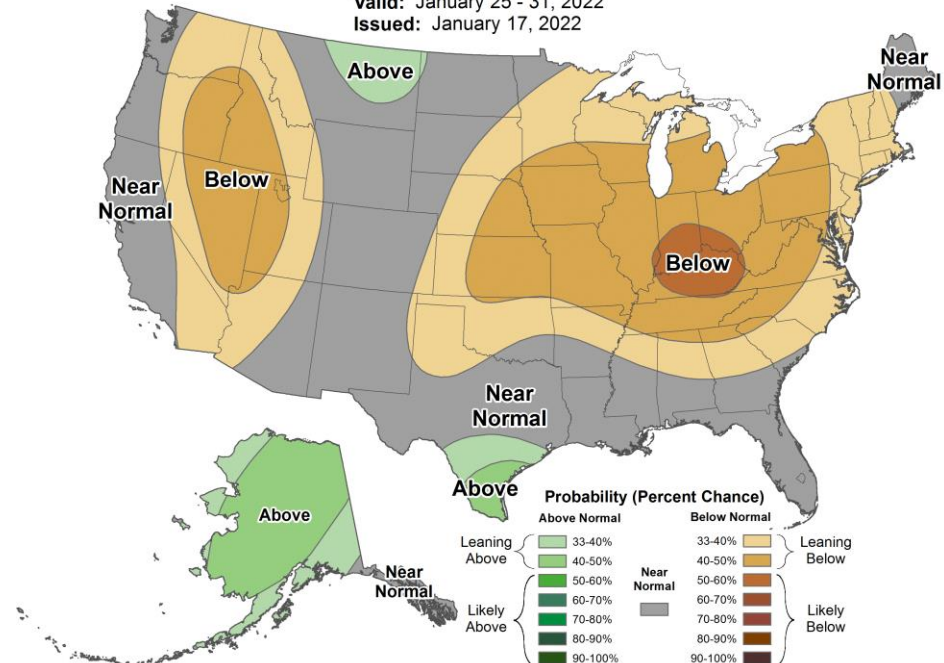 Valid: January 25 - 31, 2022
Issued: January 17, 2022
Above
Near
Normal
Below
Near
Normal
Below
Near
Normal
Above
Above
Near
Normal
Probability (Percent Chance)
Above Normal
Below Normal
Leaning
Above
33-40%
40-50%
Likely
Above
50-60%
60-70%
70-80%
80-90%
90-100%
Near
Normal
33-40%
40-50%
Leaning
Below
50-60%
60-70%
70-80%
80-90%
90-100%
Likely
Below